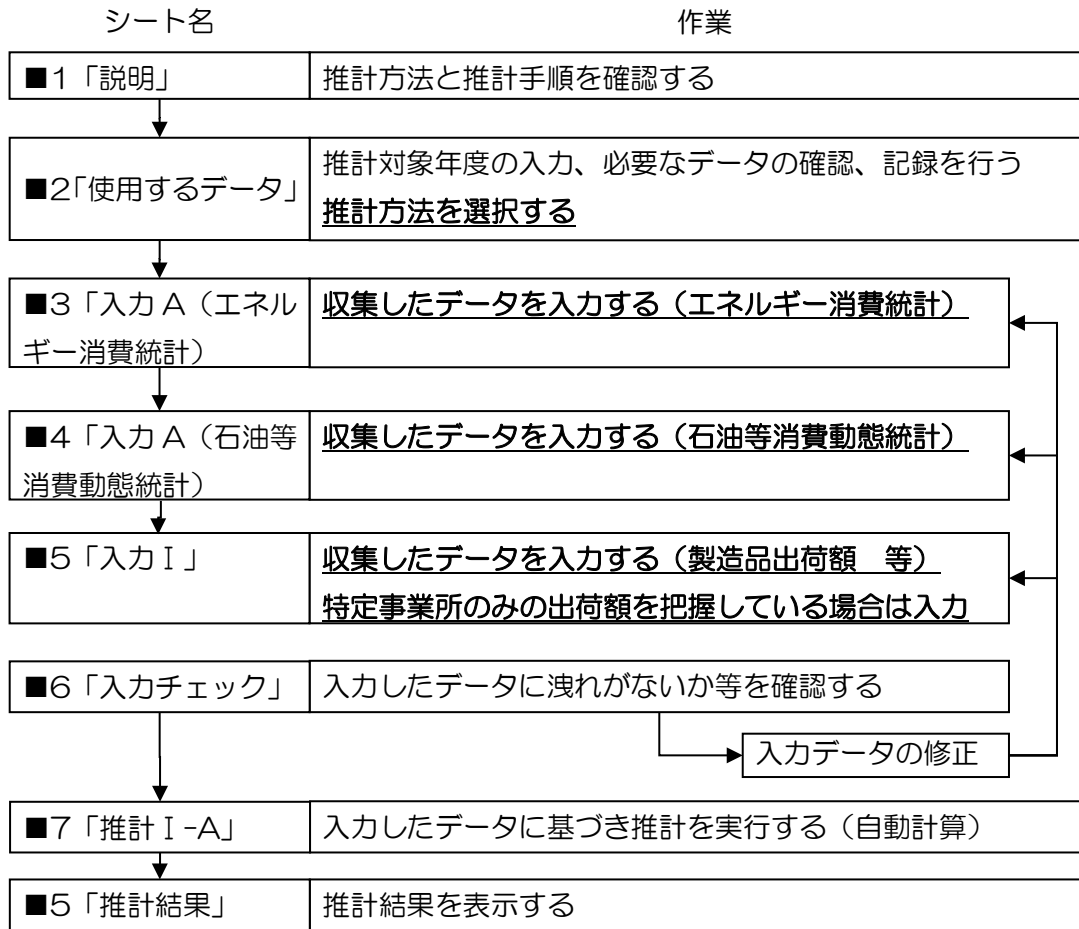 シート名 作業
■1「説明」 推計方法と推計手順を確認する
■2「使用するデータ」 推計対象年度の入力、必要なデータの確認、記録を行う
推計方法を選択する
■3「入力A(エネル 収集したデータを入力する(エネルギー消費統計)
ギー消費統計)
■4「入力A(石油等 収集したデータを入力する(石油等消費動態統計)
消費動態統計)
■5「入力Ⅰ」 収集したデータを入力する(製造品出荷額 等)
特定事業所のみの出荷額を把握している場合は入力
■6「入力チェック」 入力したデータに洩れがないか等を確認する
入力データの修正
■7「推計Ⅰ-A」 入力したデータに基づき推計を実行する(自動計算)
■5「推計結果」 推計結果を表示する